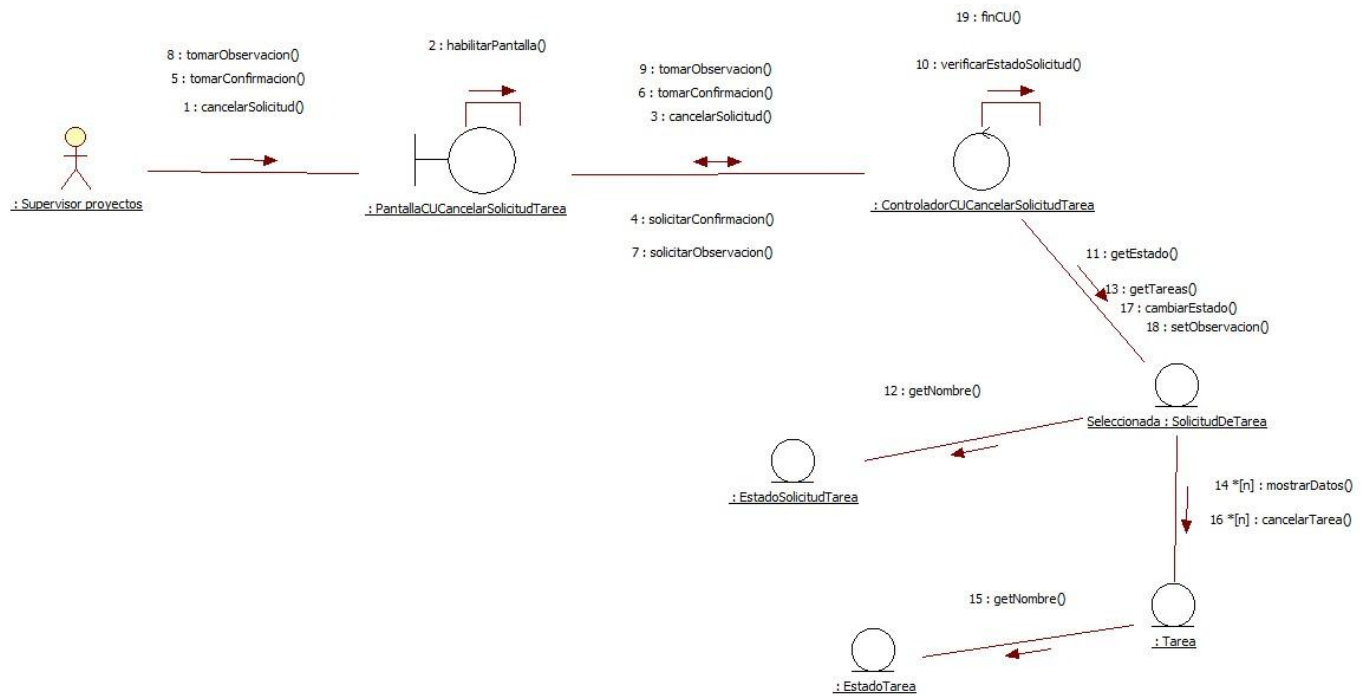 19 : finCU()
2 : habilitarPantalla()
8 : tomarObservacion()
5 : tomarConfirmacion()
1 : cancelarSolicitud()
9 : tomarObservacion()
6 : tomarConfirmacion()
3 : cancelarSolicitud()
10 : verificarEstadoSolicitud()
: Supervisor proyectos
: PantallaCUCancelarSolicitudTarea
: ControladorCUCancelarSolicitudTarea
4 : solicitarConfirmacion()
7 : solicitarObservacion()
11 : getEstado()
13 : getTareas()
17 : cambiarEstado()
18 : setObservacion()
12 : getNombre()
Seleccionada : SolicitudDeTarea
: EstadoSolicitudTarea
14 *[n] : mostrarDatos()
16 *[n] : cancelarTarea()
15 : getNombre()
: Tarea
: EstadoTarea